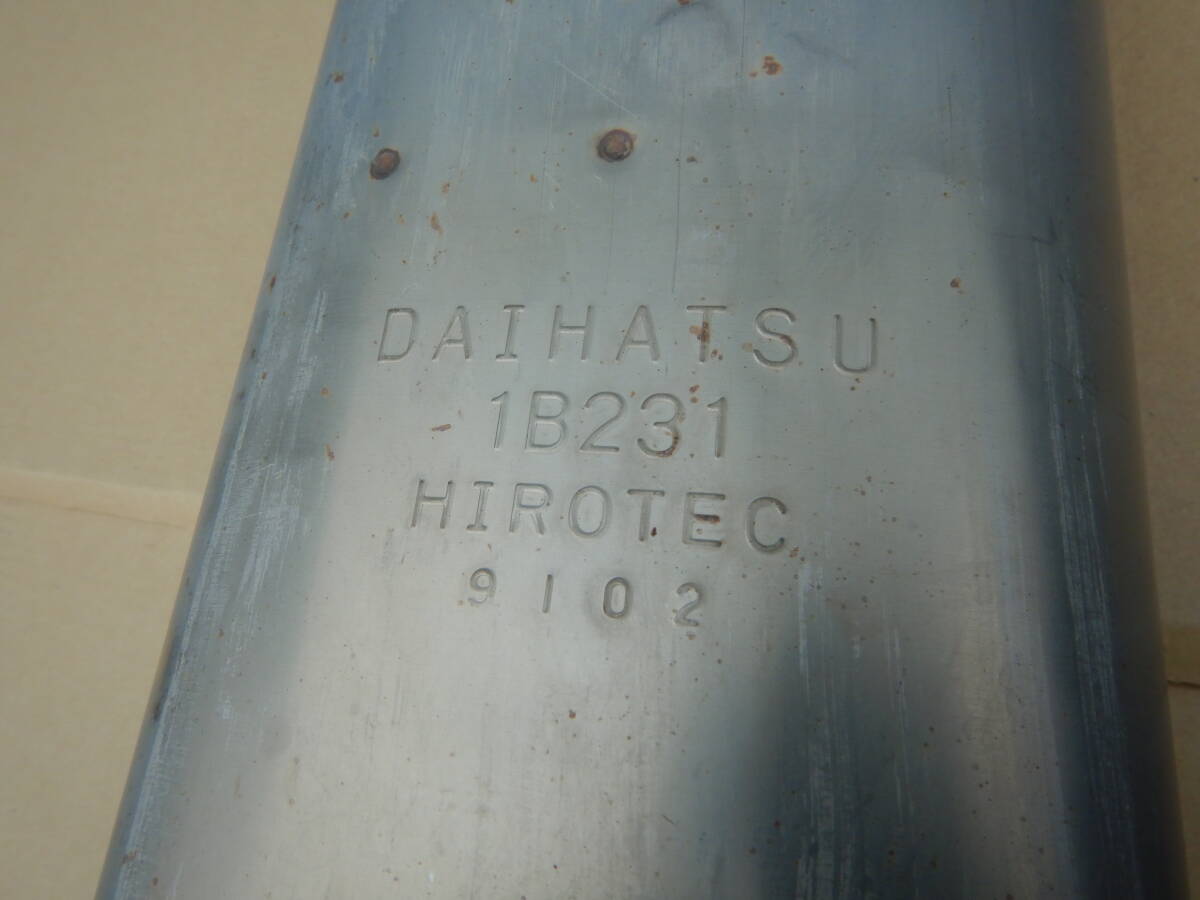 DAIHATSU
1B231
HIROTEC
9102